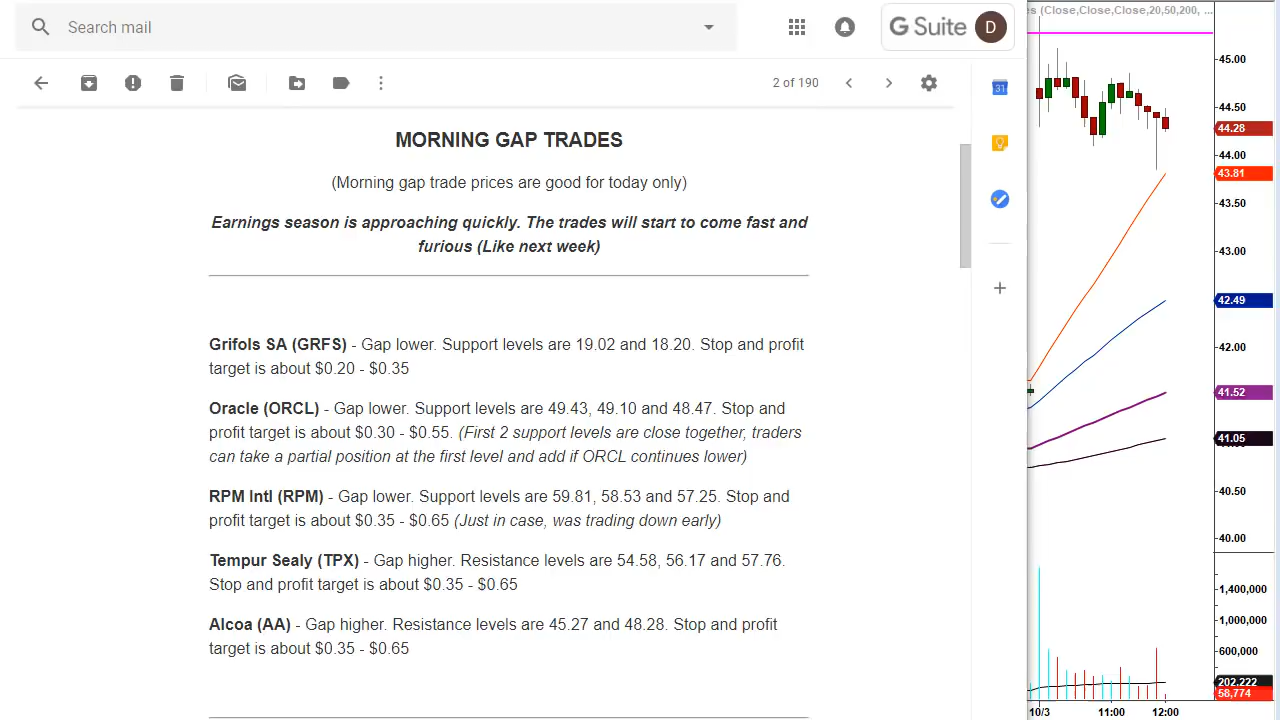 Search mail
G Suite
D
2 of 190
31
MORNING GAP TRADES
(Morning gap trade prices are good for today only)
Earnings season is approaching quickly. The trades will start to come fast and
furious (Like next week)
Grifols SA (GRFS) - Gap lower. Support levels are 19.02 and 18.20. Stop and profit
target is about $0.20 - $0.35
Oracle (ORCL) - Gap lower. Support levels are 49.43, 49.10 and 48.47. Stop and
profit target is about $0.30 - $0.55. (First 2 support levels are close together, traders
can take a partial position at the first level and add if ORCL continues lower)
RPM Intl (RPM) - Gap lower. Support levels are 59.81, 58.53 and 57.25. Stop and
profit target is about $0.35 - $0.65 (Just in case, was trading down early)
Tempur Sealy (TPX) - Gap higher. Resistance levels are 54.58, 56.17 and 57.76.
Stop and profit target is about $0.35 - $0.65
Alcoa (AA) - Gap higher. Resistance levels are 45.27 and 48.28. Stop and profit
target is about $0.35 - $0.65
(Close,Close,Close,20,50,200, ...
45.00
44.50
44.28
44.00
43.81
43.50
43.00
42.49
42.00
41.52
41.05
40.50
40.00
1,400,000
1,000,000
600,000
202,222
58,774
10/3
11:00
12:00